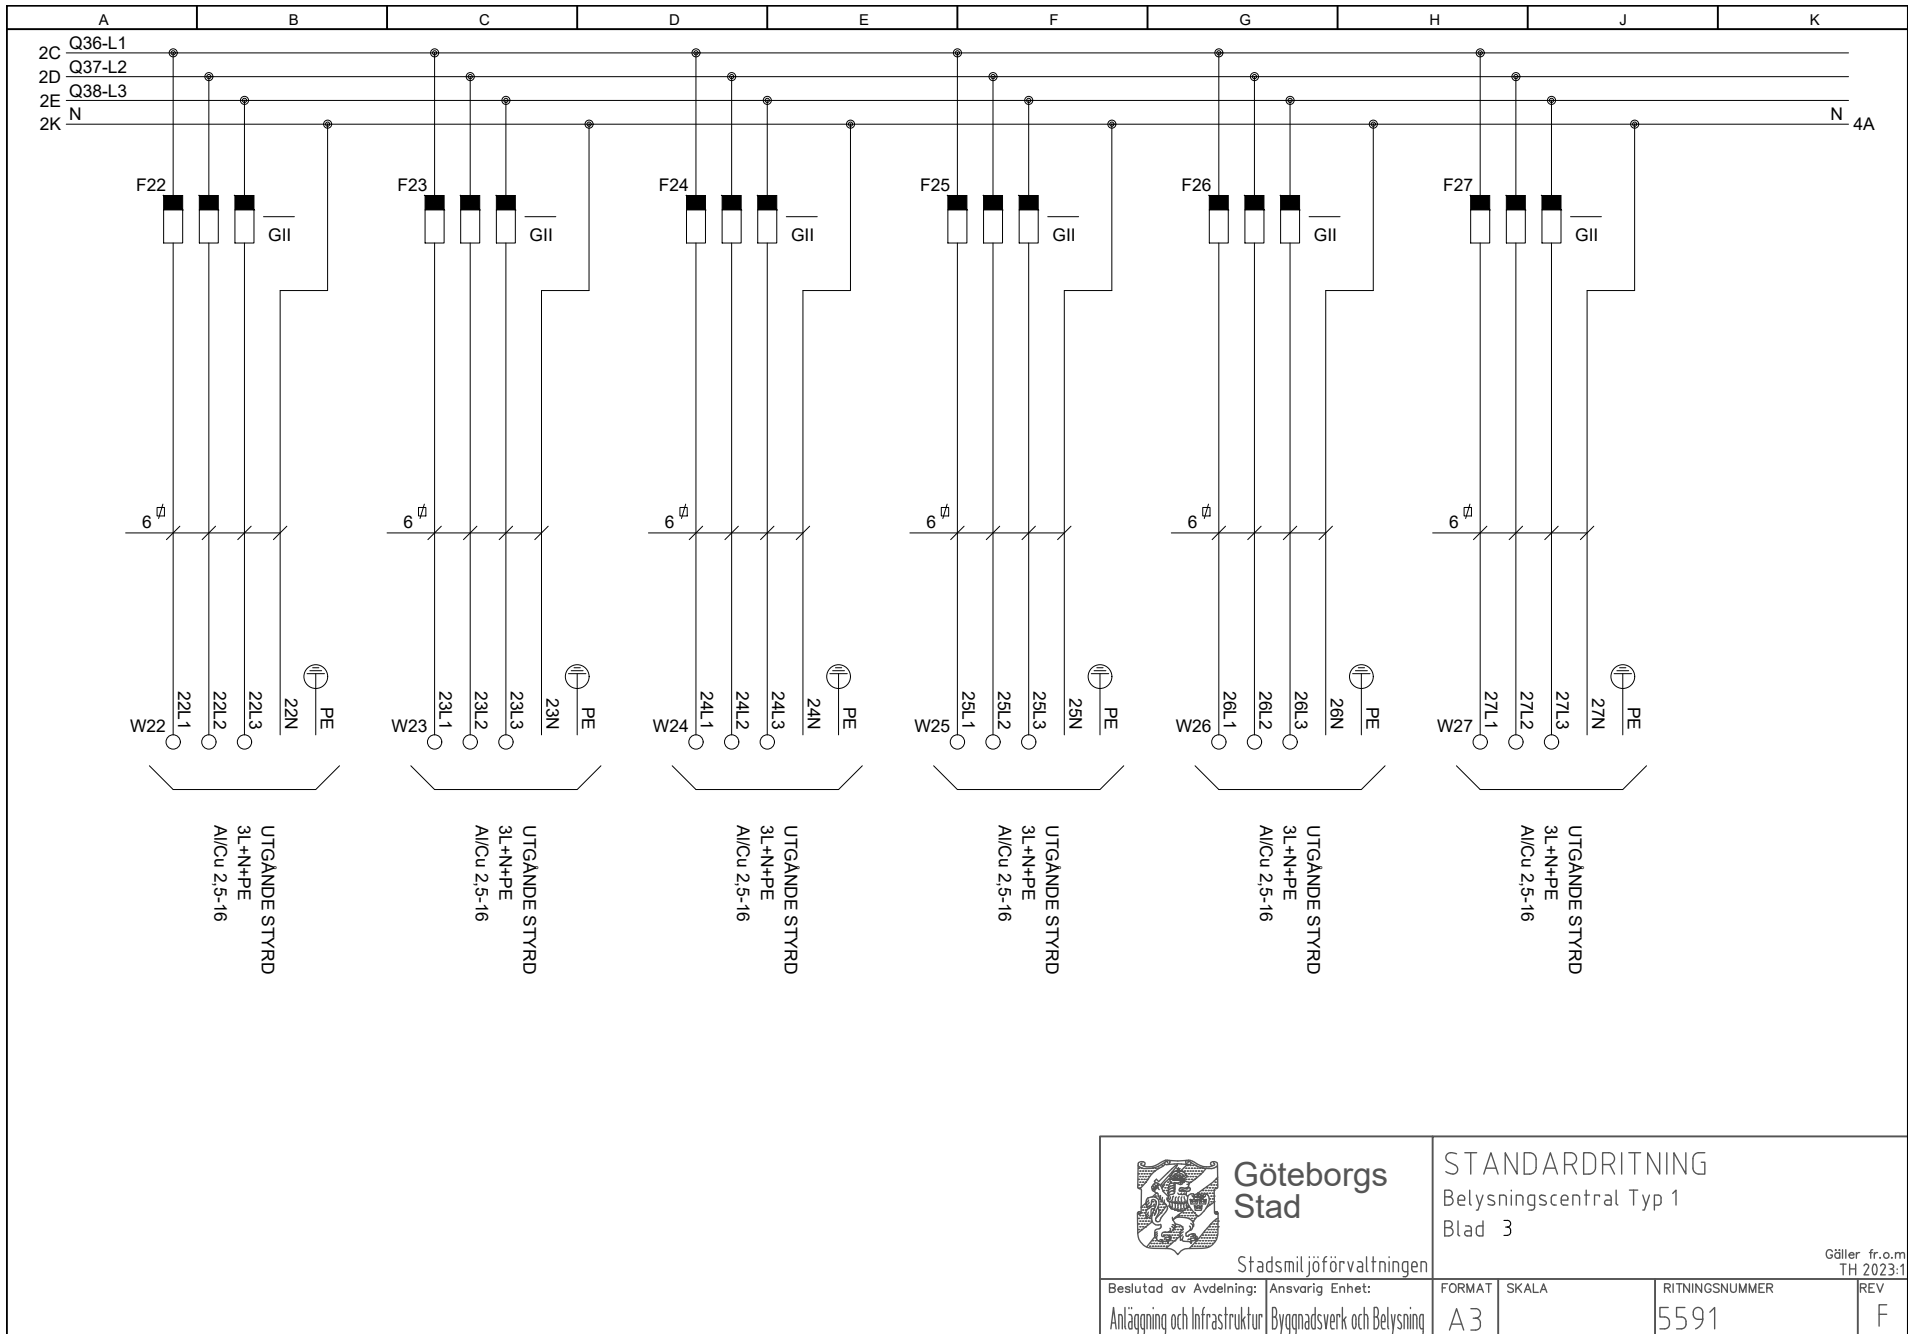 A B C D E F G H J K
2C Q36-L1
2D Q37-L2
2E Q38-L3
2K N N 4A
F22 F23 F24 F25 F26 F27
GII GII GII GII GII GII
6 6 6 6 6 6
W22 22L1 22L2 22L3 22N PE
W23 23L1 23L2 23L3 23N PE
W24 24L1 24L2 24L3 24N PE
W25 25L1 25L2 25L3 25N PE
W26 26L1 26L2 26L3 26N PE
W27 27L1 27L2 27L3 27N PE
UTGÅNDE STYRD
3L+N+PE
Al/Cu 2,5-16
UTGÅNDE STYRD
3L+N+PE
Al/Cu 2,5-16
UTGÅNDE STYRD
3L+N+PE
Al/Cu 2,5-16
UTGÅNDE STYRD
3L+N+PE
Al/Cu 2,5-16
UTGÅNDE STYRD
3L+N+PE
Al/Cu 2,5-16
UTGÅNDE STYRD
3L+N+PE
Al/Cu 2,5-16
Göteborgs
Stad
Stadsmiljöförvaltningen
STANDARDRITNING
Belysningscentral Typ 1
Blad 3
Gäller fr.o.m
TH 2023:1
Beslutad av Avdelning:
Anläggning och Infrastruktur
Ansvarig Enhet:
Byggnadsverk och Belysning
FORMAT
A3
SKALA
RITNINGSNUMMER
5591
REV
F